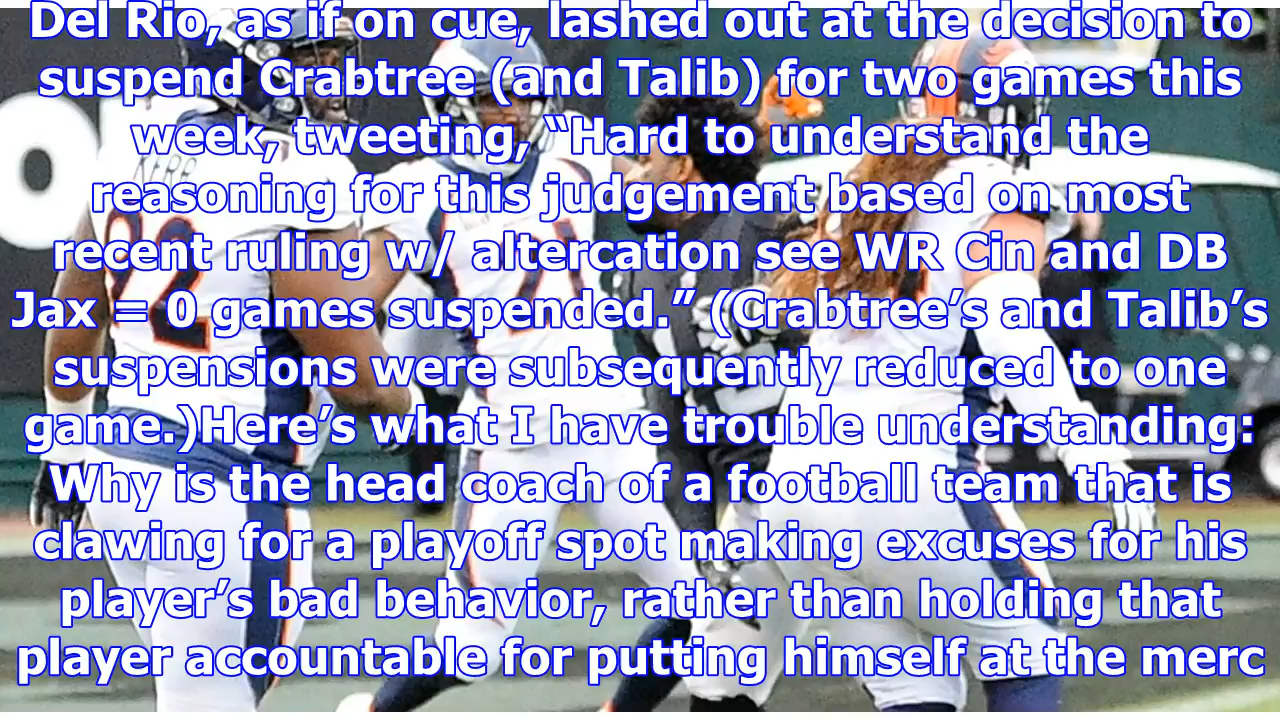 Del Rio, as if on cue, lashed out at the decision to
suspend Crabtree (and Talib) for two games this
week, tweeting, “Hard to understand the
reasoning for this judgement based on most
recent ruling w/ altercation see WR Cin and DB
Jax = 0 games suspended.” (Crabtree’s and Talib’s
suspensions were subsequently reduced to one
game.)Here’s what I have trouble understanding:
Why is the head coach of a football team that is
clawing for a playoff spot making excuses for his
player’s bad behavior, rather than holding that
player accountable for putting himself at the merc
KERR
92